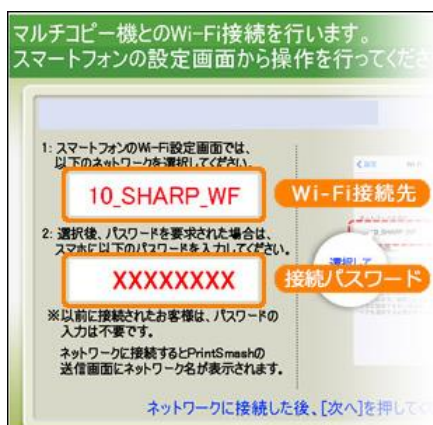 マルチコピー機とのWi-Fi接続を行います。
スマートフォンの設定画面から操作を行ってくださ
1: スマートフォンのWi-Fi設定画面では、
以下のネットワークを選択してください。
10_SHARP_WF
Wi-Fi接続先
2: 選択後、パスワードを要求された場合は、
スマホに以下のパスワードを入力してください。
XXXXXXXX
接続パスワード
選択して
※以前に接続されたお客様は、パスワードの
入力は不要です。
ネットワークに接続するとPrintSmashの
送信画面にネットワーク名が表示されます。
ネットワークに接続した後、[次へ]を押して